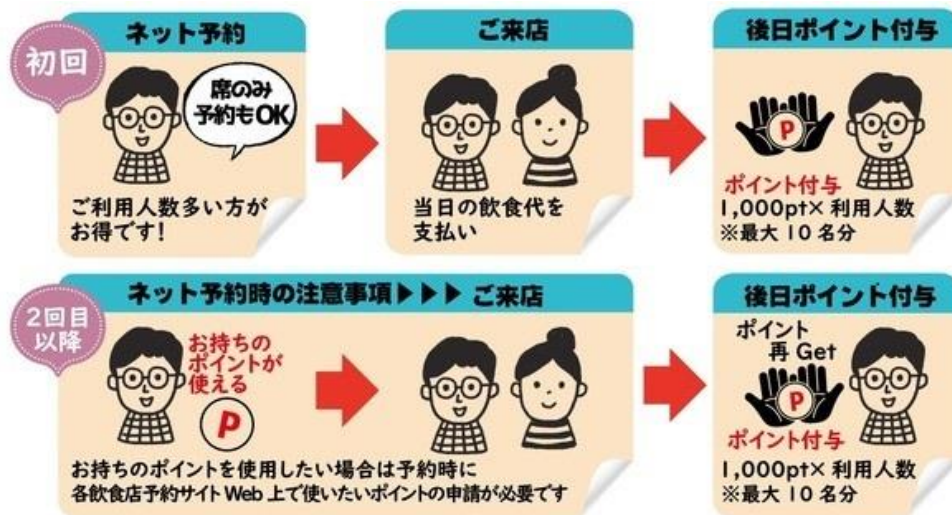 初回
ネット予約
席のみ
予約もOK
ご利用人数多い方が
お得です!
ご来店
当日の飲食代を
支払い
後日ポイント付与
P
ポイント付与
1,000pt×利用人数
※最大10名分
2回目
以降
ネット予約時の注意事項▶▶▶ご来店
お持ちの
ポイントが
使える
P
お持ちのポイントを使用したい場合は予約時に
各飲食店予約サイトWeb上で使いたいポイントの申請が必要です
後日ポイント付与
ポイント
再Get
P
ポイント付与
1,000pt×利用人数
※最大10名分